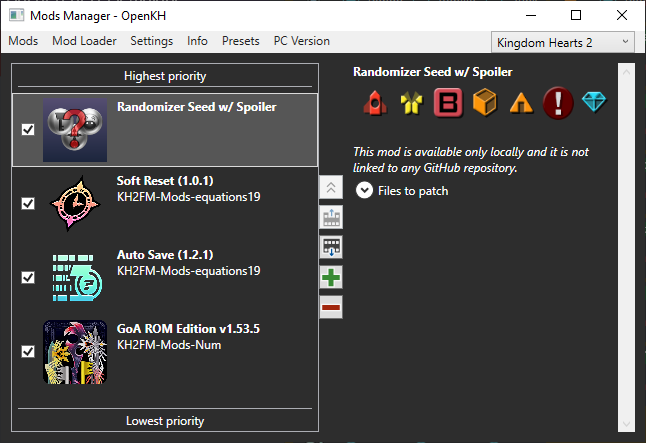 Mods Manager - OpenKH
Mods Mod Loader Settings Info Presets PC Version
Kingdom Hearts 2
Highest priority
Randomizer Seed w/ Spoiler
Soft Reset (1.0.1)
KH2FM-Mods-equations19
Auto Save (1.2.1)
KH2FM-Mods-equations19
GoA ROM Edition v1.53.5
KH2FM-Mods-Num
Lowest priority
Randomizer Seed w/ Spoiler
B
This mod is available only locally and it is not
linked to any GitHub repository.
Files to patch